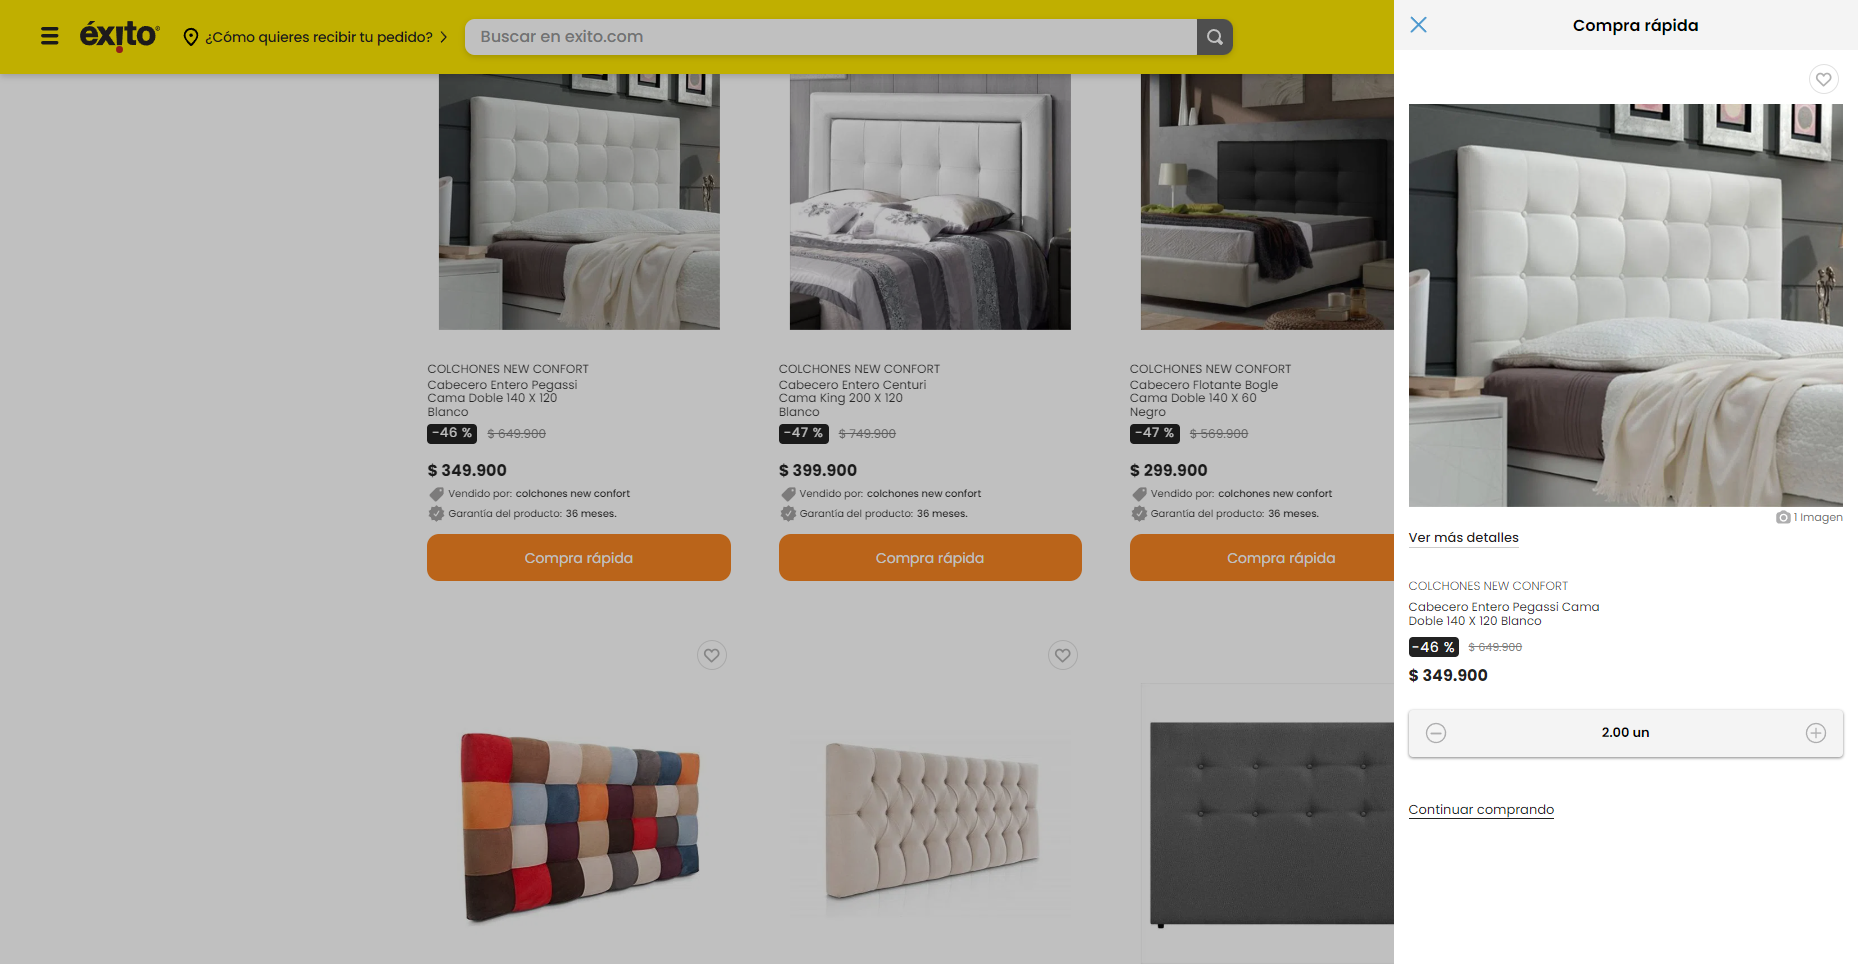 éxito
¿Cómo quieres recibir tu pedido?
Buscar en exito.com
COLCHONES NEW CONFORT
Cabecero Entero Pegassi
Cama Doble 140 X 120
Blanco
-46 % $ 649.900
$ 349.900
Vendido por: colchones new confort
Garantía del producto: 36 meses.
Compra rápida
COLCHONES NEW CONFORT
Cabecero Entero Centuri
Cama King 200 X 120
Blanco
-47 % $ 749.900
$ 399.900
Vendido por: colchones new confort
Garantía del producto: 36 meses.
Compra rápida
COLCHONES NEW CONFORT
Cabecero Flotante Bogle
Cama Doble 140 X 60
Negro
-47 % $ 569.900
$ 299.900
Vendido por: colchones new confort
Garantía del producto: 36 meses.
Compra rápida
Compra rápida
1 Imagen
Ver más detalles
COLCHONES NEW CONFORT
Cabecero Entero Pegassi Cama
Doble 140 X 120 Blanco
-46 % $ 649.900
$ 349.900
2.00 un
Continuar comprando